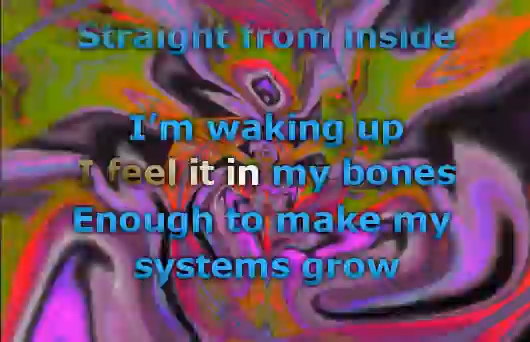 Straight from inside
I'm waking up
I feel it in my bones
Enough to make my
systems grow